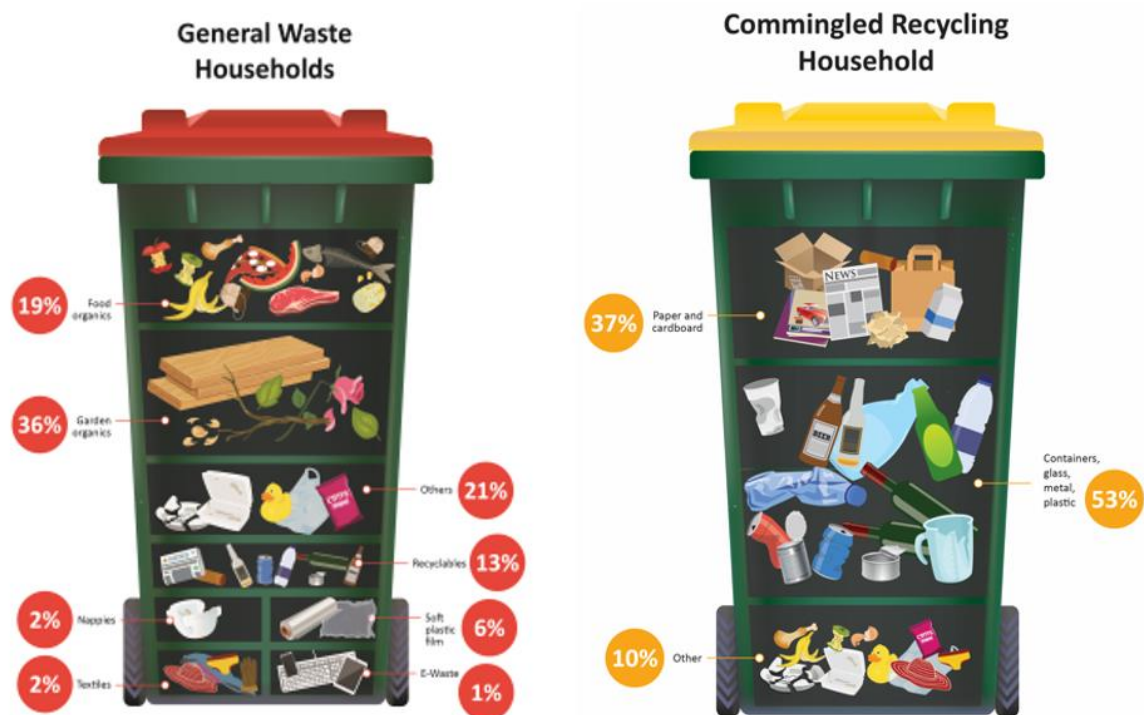 General Waste
Households
19%
Food
organics
36%
Garden
organics
Others
21%
Recyclables
13%
2%
Nappies
Soft
plastic
film
6%
2%
Textiles
E-Waste
1%
Commingled Recycling
Household
NEWS
37%
Paper and
cardboard
BEER
Containers,
glass,
metal,
plastic
53%
10%
Other